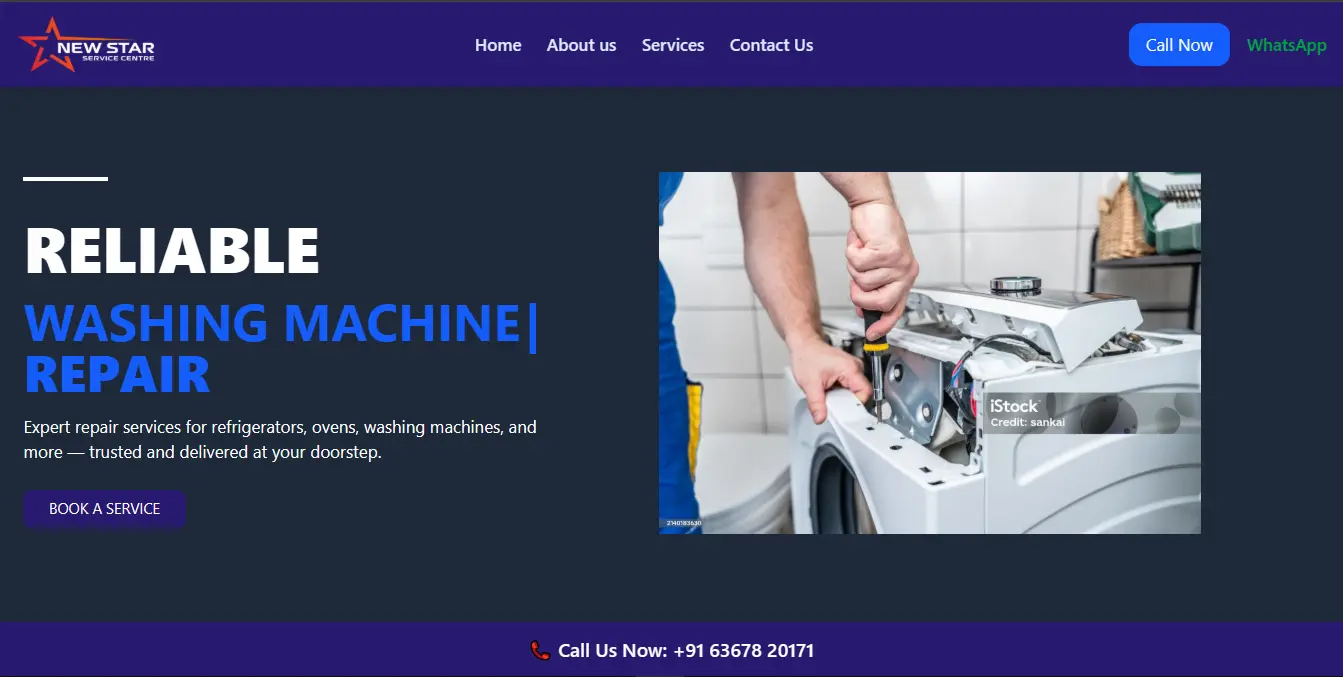 NEW STAR
SERVICE CENTRE
Home
About us
Services
Contact Us
Call Now
WhatsApp
RELIABLE
WASHING MACHINE|
REPAIR
Expert repair services for refrigerators, ovens, washing machines, and
more — trusted and delivered at your doorstep.
BOOK A SERVICE
iStock
Credit: sankai
2140183630
📞 Call Us Now: +91 63678 20171